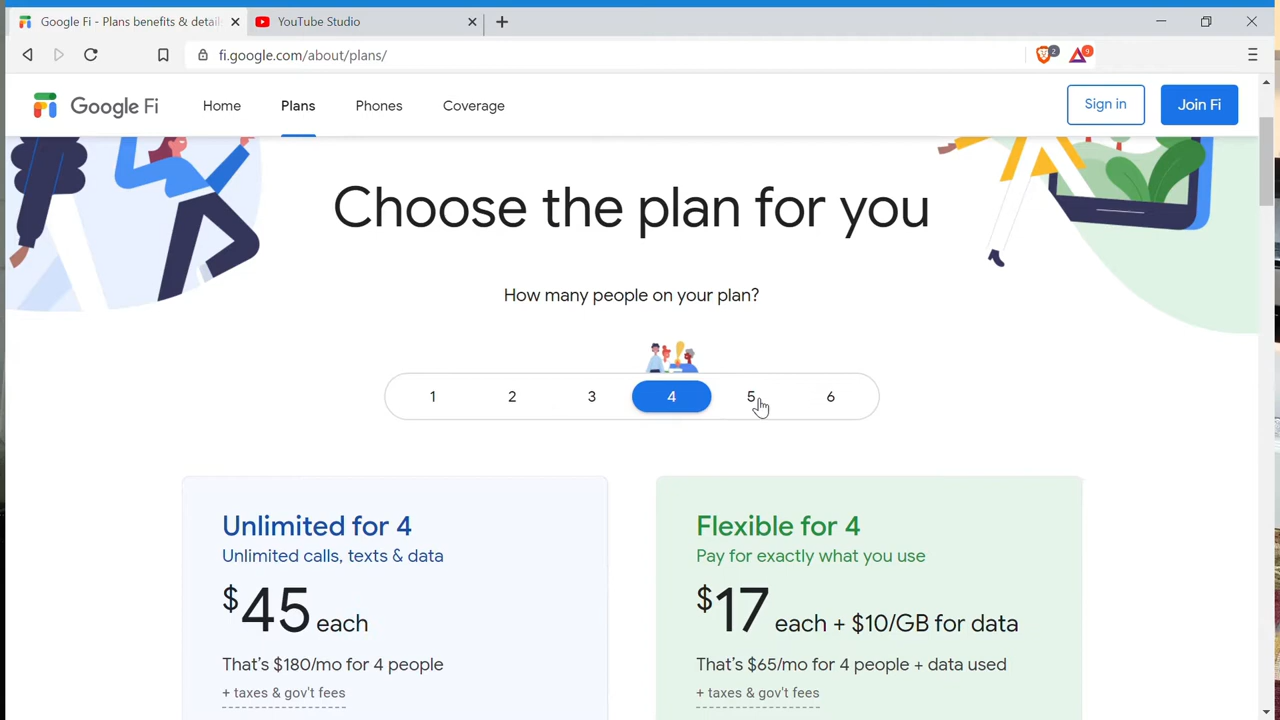 Google Fi - Plans benefits & detail
YouTube Studio
fi.google.com/about/plans/
2
9
Google Fi
Home
Plans
Phones
Coverage
Sign in
Join Fi
Choose the plan for you
How many people on your plan?
1
2
3
4
5
6
Unlimited for 4
Unlimited calls, texts & data
$45 each
That's $180/mo for 4 people
+ taxes & gov't fees
Flexible for 4
Pay for exactly what you use
$17 each + $10/GB for data
That's $65/mo for 4 people + data used
+ taxes & gov't fees